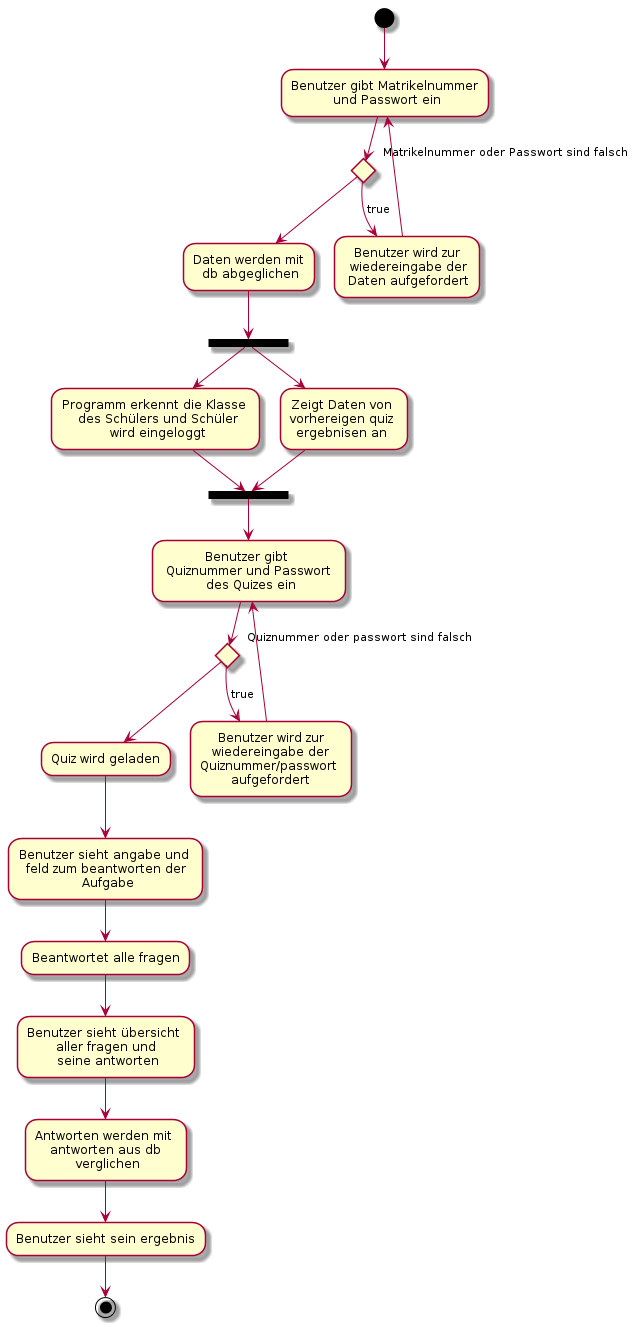 Benutzer gibt Matrikelnummer
und Passwort ein
Matrikelnummer oder Passwort sind falsch
true
Daten werden mit
db abgeglichen
Benutzer wird zur
wiedereingabe der
Daten aufgefordert
Programm erkennt die Klasse
des Schülers und Schüler
wird eingeloggt
Zeigt Daten von
vorhereigen quiz
ergebnisen an
Benutzer gibt
Quiznummer und Passwort
des Quizes ein
Quiznummer oder passwort sind falsch
true
Quiz wird geladen
Benutzer wird zur
wiedereingabe der
Quiznummer/passwort
aufgefordert
Benutzer sieht angabe und
feld zum beantworten der
Aufgabe
Beantwortet alle fragen
Benutzer sieht übersicht
aller fragen und
seine antworten
Antworten werden mit
antworten aus db
verglichen
Benutzer sieht sein ergebnis